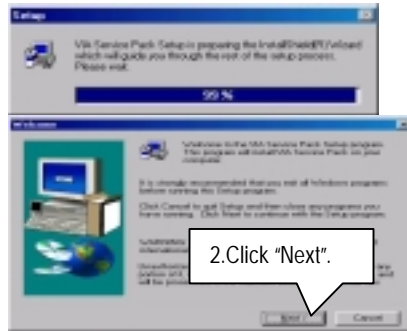 Setup
VIA Service Pack Setup is preparing the InstallShield(R) Wizard
which will guide you through the rest of the setup process.
Please wait.
99 %
Welcome
Welcome to the VIA Service Pack Setup program.
This program will install VIA Service Pack on your
computer.
It is strongly recommended that you exit all Windows programs
before running this Setup program.
Click Cancel to quit Setup and then close any programs you
have running. Click Next to continue with the Setup program.
2.Click “Next”.
will be
Next >
Cancel